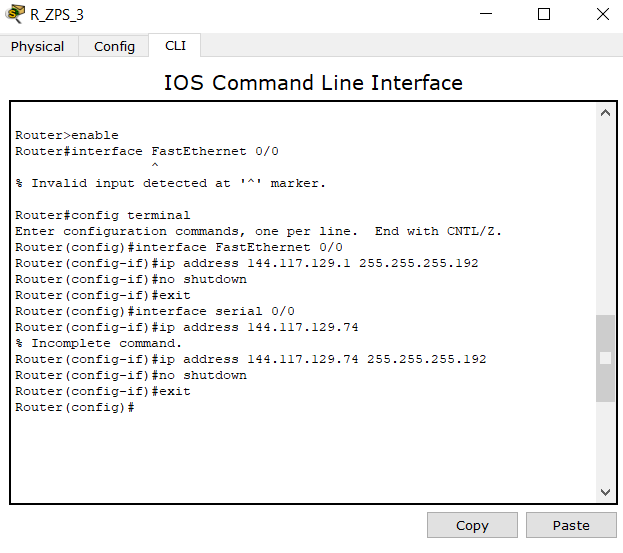 R_ZPS_3
Physical Config CLI
IOS Command Line Interface
Router>enable
Router#interface FastEthernet 0/0
^
% Invalid input detected at '^' marker.
Router#config terminal
Enter configuration commands, one per line.  End with CNTL/Z.
Router(config)#interface FastEthernet 0/0
Router(config-if)#ip address 144.117.129.1 255.255.255.192
Router(config-if)#no shutdown
Router(config-if)#exit
Router(config)#interface serial 0/0
Router(config-if)#ip address 144.117.129.74
% Incomplete command.
Router(config-if)#ip address 144.117.129.74 255.255.255.192
Router(config-if)#no shutdown
Router(config-if)#exit
Router(config)#
Copy Paste